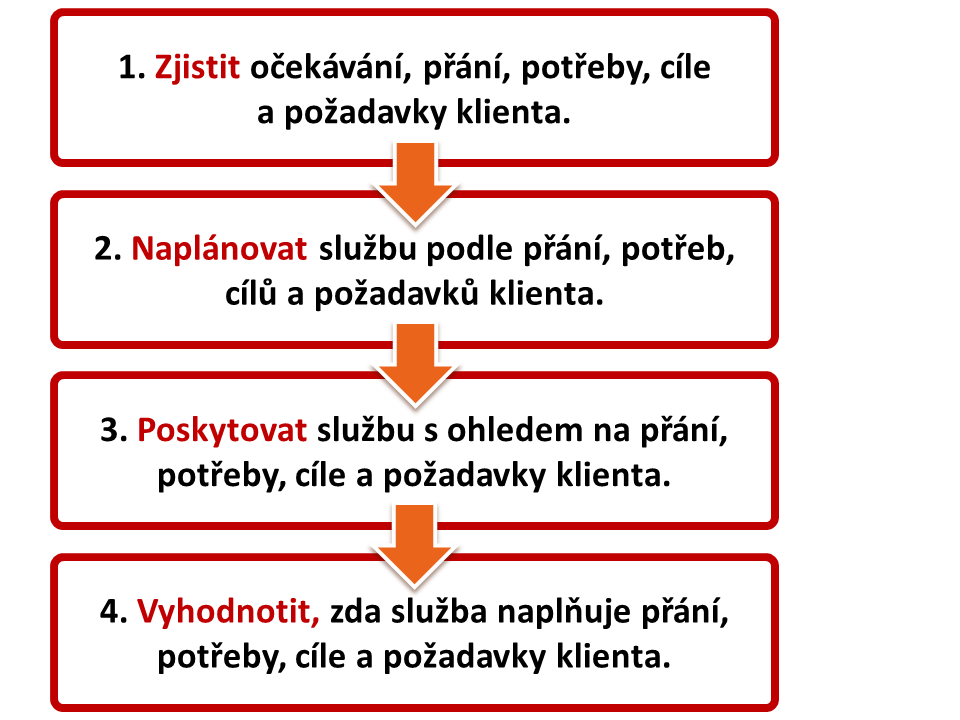 1. Zjistit očekávání, přání, potřeby, cíle
a požadavky klienta.
2. Naplánovat službu podle přání, potřeb,
cílů a požadavků klienta.
3. Poskytovat službu s ohledem na přání,
potřeby, cíle a požadavky klienta.
4. Vyhodnotit, zda služba naplňuje přání,
potřeby, cíle a požadavky klienta.